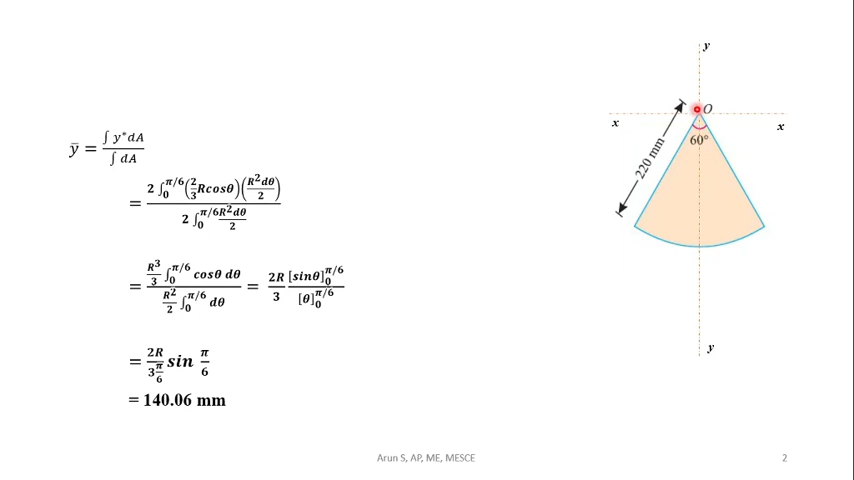 y
O
x
x
60°
220 mm
ȳ = ∫ y*dA / ∫ dA
= 2 ∫₀^π/6 (2/3 Rcosθ)(R²dθ/2) / 2 ∫₀^π/6 R²dθ/2
= R³/3 ∫₀^π/6 cosθ dθ / R²/2 ∫₀^π/6 dθ = 2R/3 [sinθ]₀^π/6 / [θ]₀^π/6
= 2R / 3 π/6 sin π/6
= 140.06 mm
y
Arun S, AP, ME, MESCE
2